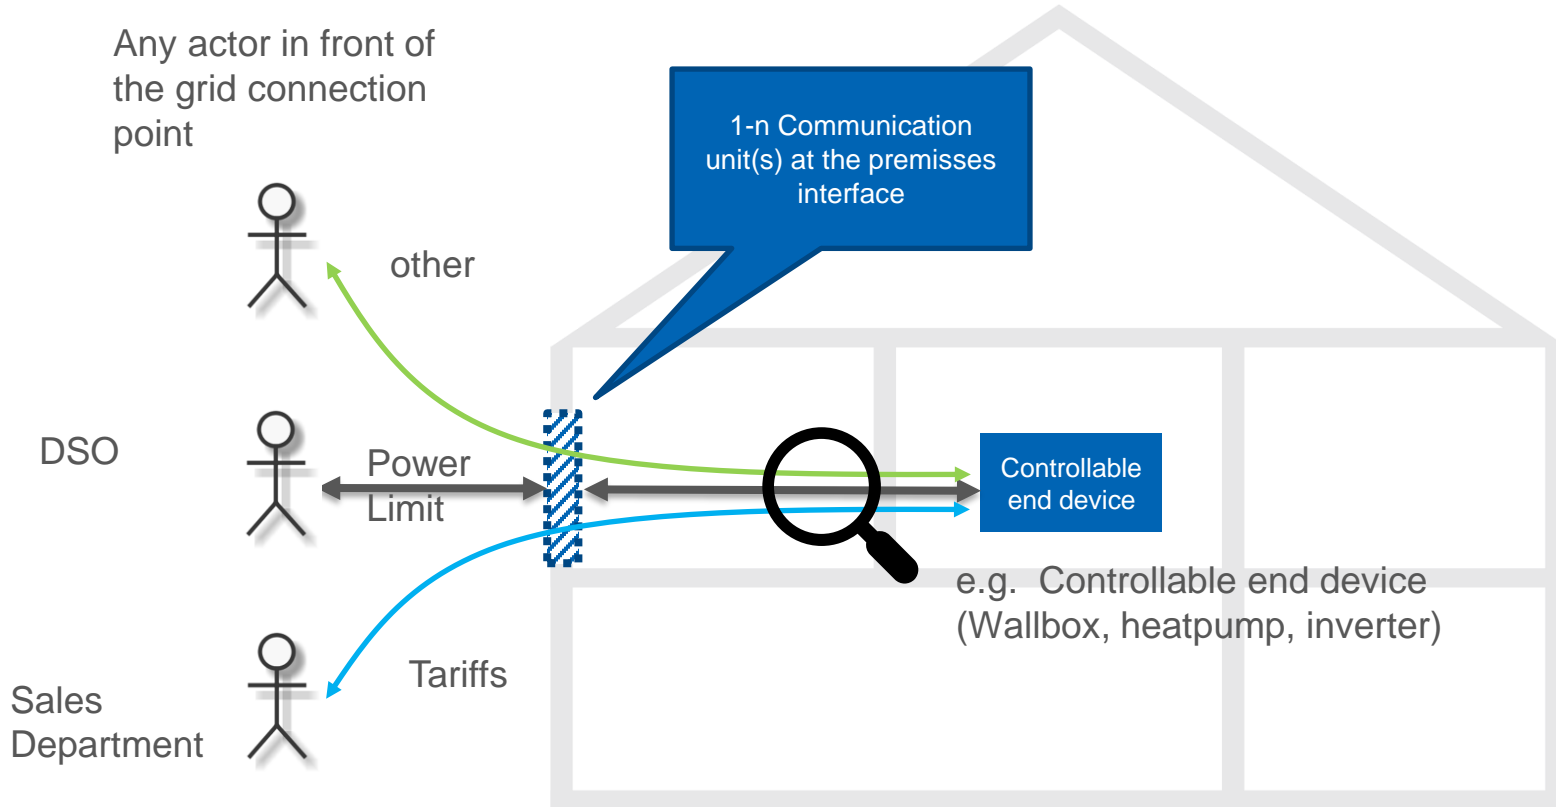 Any actor in front of
the grid connection
point
1-n Communication
unit(s) at the premisses
interface
other
DSO
Power
Limit
Controllable
end device
e.g.  Controllable end device
(Wallbox, heatpump, inverter)
Tariffs
Sales
Department